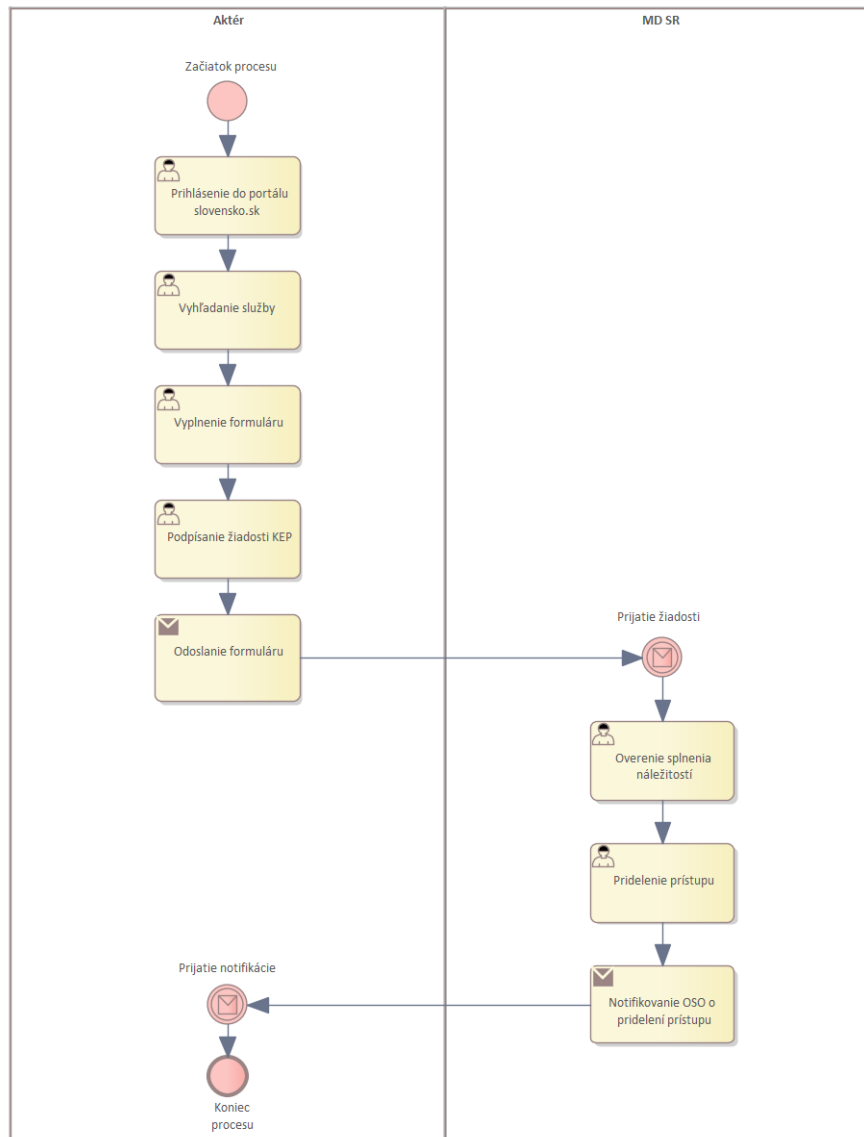 Aktér
MD SR
Začiatok procesu
Prihlásenie do portálu
slovensko.sk
Vyhľadanie služby
Vyplnenie formuláru
Podpísanie žiadosti KEP
Odoslanie formuláru
Prijatie žiadosti
Overenie splnenia
náležitostí
Pridelenie prístupu
Notifikovanie OSO o
pridelení prístupu
Prijatie notifikácie
Koniec
procesu